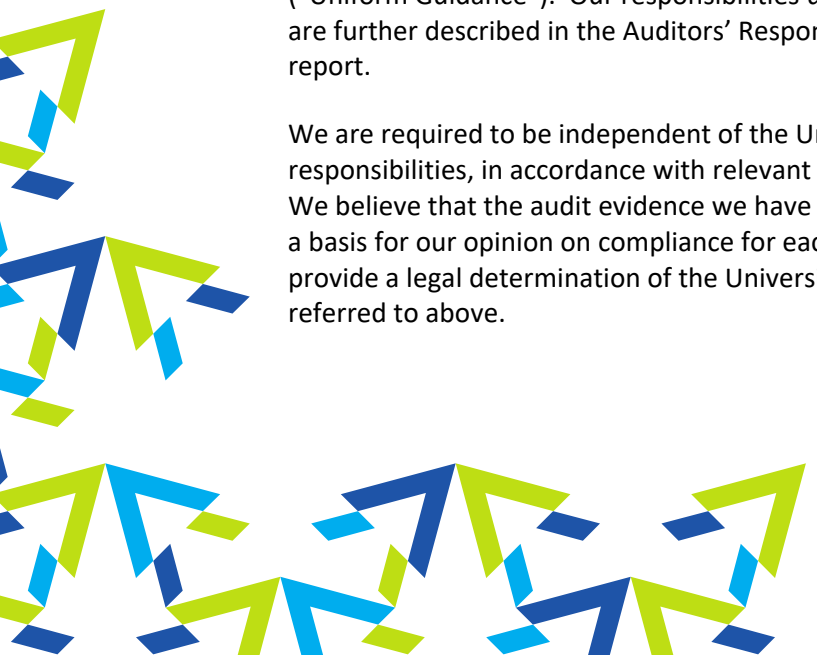 ("Uniform Guidance"). Our responsibilities a
are further described in the Auditors' Respon
report.
We are required to be independent of the Un
responsibilities, in accordance with relevant
We believe that the audit evidence we have
a basis for our opinion on compliance for eac
provide a legal determination of the Univers
referred to above.